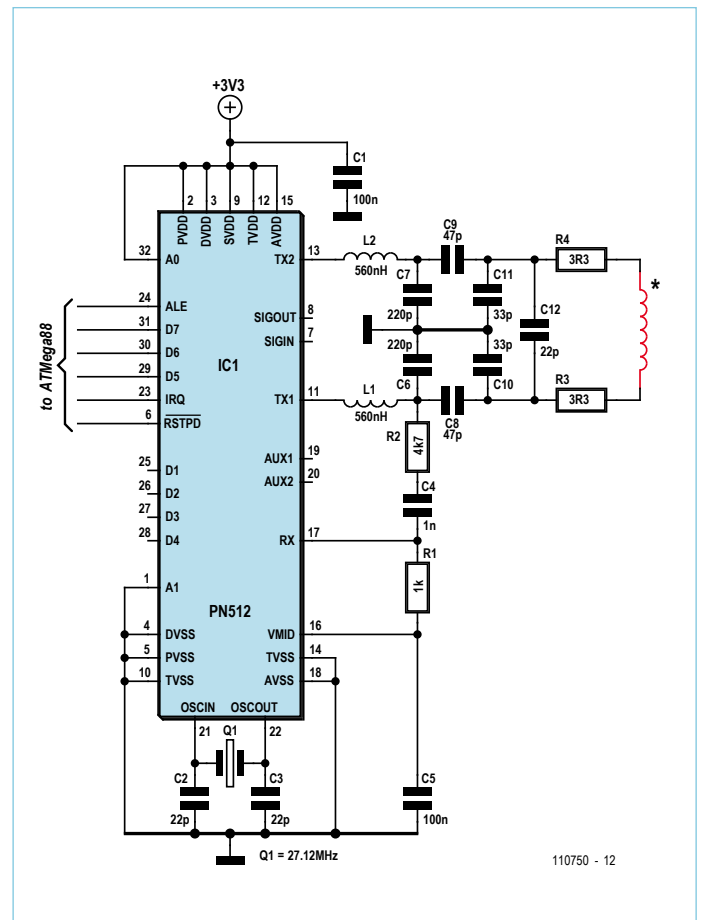 +3V3
C1
100n
2
3
9
12
15
PVDD
DVDD
SVDD
TVDD
AVDD
32
A0
TX2
13
L2
560nH
C9
47p
R4
3R3
*
C7
220p
C11
33p
C12
22p
to ATMega88
24
ALE
31
D7
30
D6
29
D5
23
IRQ
6
RSTPD
SIGOUT
8
SIGIN
7
IC1
220p
C6
33p
C10
TX1
11
L1
560nH
C8
47p
R3
3R3
R2
4k7
AUX1
19
AUX2
20
25
D1
26
D2
27
D3
28
D4
C4
1n
RX
17
R1
1k
1
A1
PN512
VMID
16
4
DVSS
TVSS
14
5
PVSS
AVSS
18
10
TVSS
OSCIN
OSCOUT
21
Q1
22
C2
22p
C3
22p
C5
100n
Q1 = 27.12MHz
110750 - 12